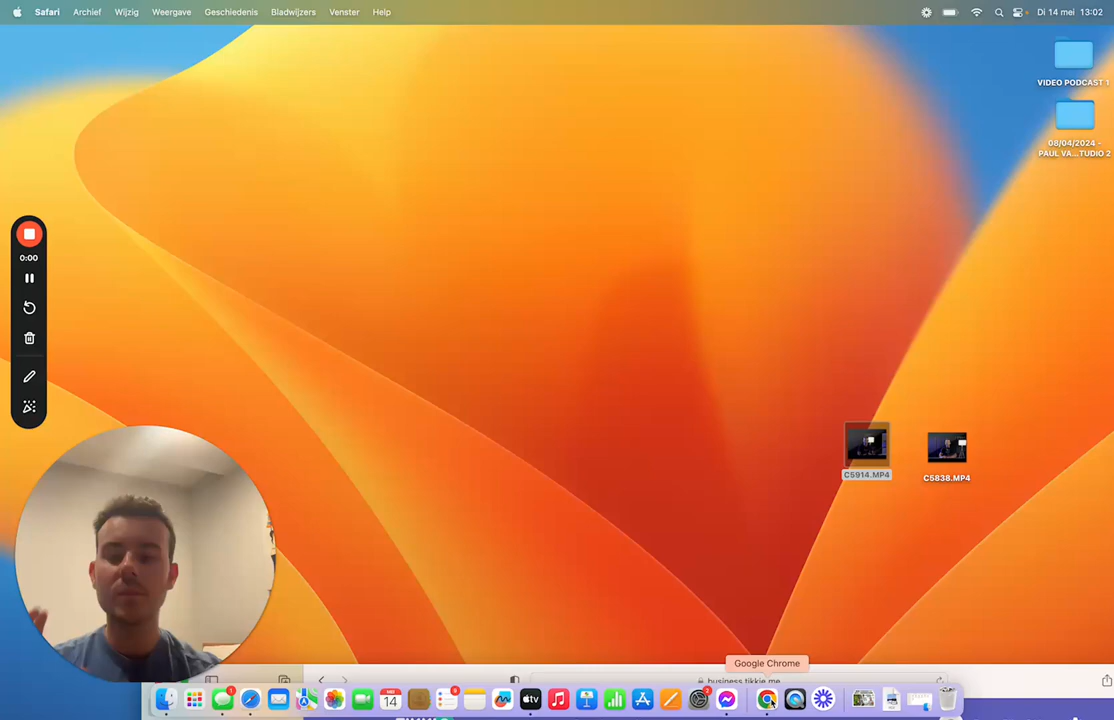 Safari Archief Wijzig Weergave Geschiedenis Bladwijzers Venster Help
Di 14 mei 13:02
VIDEO PODCAST 1
08/04/2024 -
PAUL VA...TUDIO 2
0:00
C5914.MP4
C5838.MP4
Google Chrome
business.tikkie.me